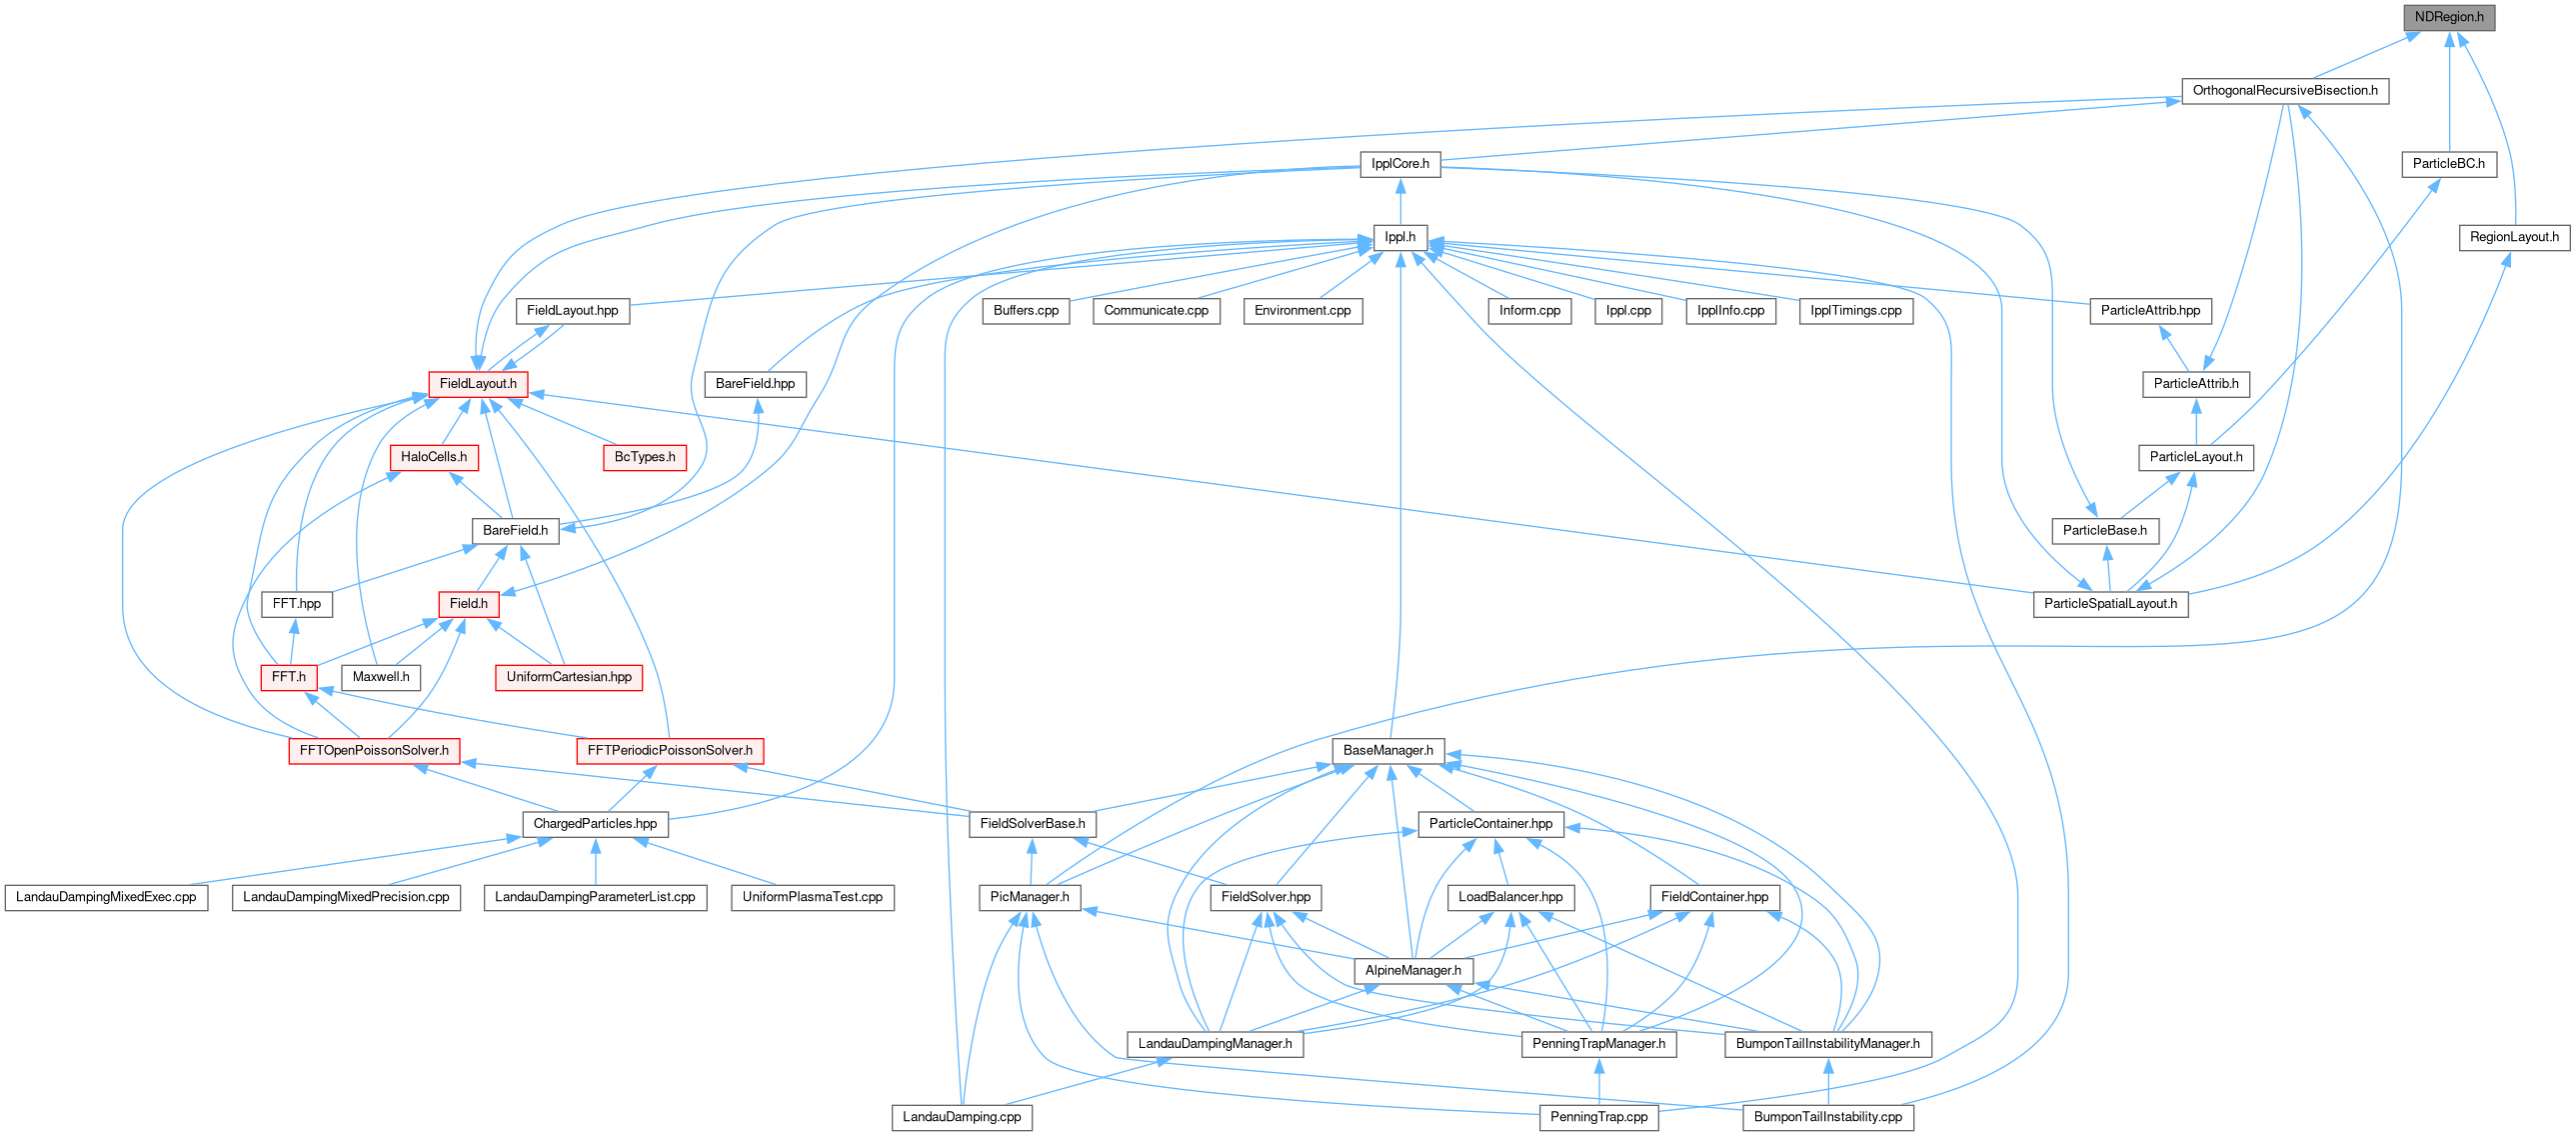 NDRegion.h
OrthogonalRecursiveBisection.h
IpplCore.h
ParticleBC.h
Ippl.h
RegionLayout.h
FieldLayout.hpp
Buffers.cpp
Communicate.cpp
Environment.cpp
Inform.cpp
Ippl.cpp
IpplInfo.cpp
IpplTimings.cpp
ParticleAttrib.hpp
FieldLayout.h
BareField.hpp
ParticleAttrib.h
HaloCells.h
BcTypes.h
ParticleLayout.h
BareField.h
ParticleBase.h
FFT.hpp
Field.h
ParticleSpatialLayout.h
FFT.h
Maxwell.h
UniformCartesian.hpp
FFTOpenPoissonSolver.h
FFTPeriodicPoissonSolver.h
BaseManager.h
ChargedParticles.hpp
FieldSolverBase.h
ParticleContainer.hpp
LandauDampingMixedExec.cpp
LandauDampingMixedPrecision.cpp
LandauDampingParameterList.cpp
UniformPlasmaTest.cpp
PicManager.h
FieldSolver.hpp
LoadBalancer.hpp
FieldContainer.hpp
AlpineManager.h
LandauDampingManager.h
PenningTrapManager.h
BumponTailInstabilityManager.h
LandauDamping.cpp
PenningTrap.cpp
BumponTailInstability.cpp